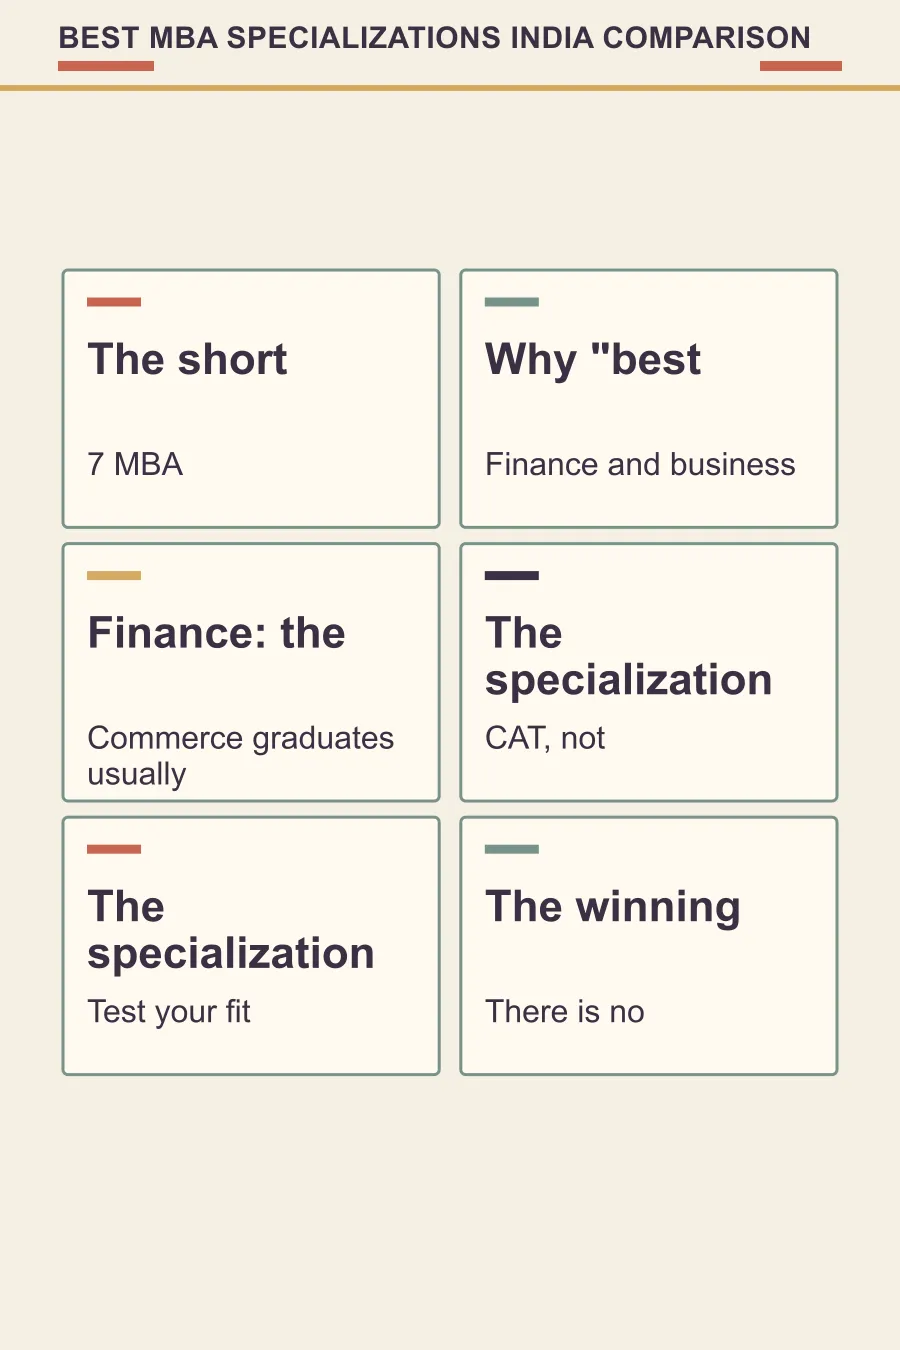 BEST MBA SPECIALIZATIONS INDIA COMPARISON
The short
7 MBA
Why "best
Finance and business
Finance: the
Commerce graduates
usually
The
specialization
CAT, not
The
specialization
Test your fit
The winning
There is no